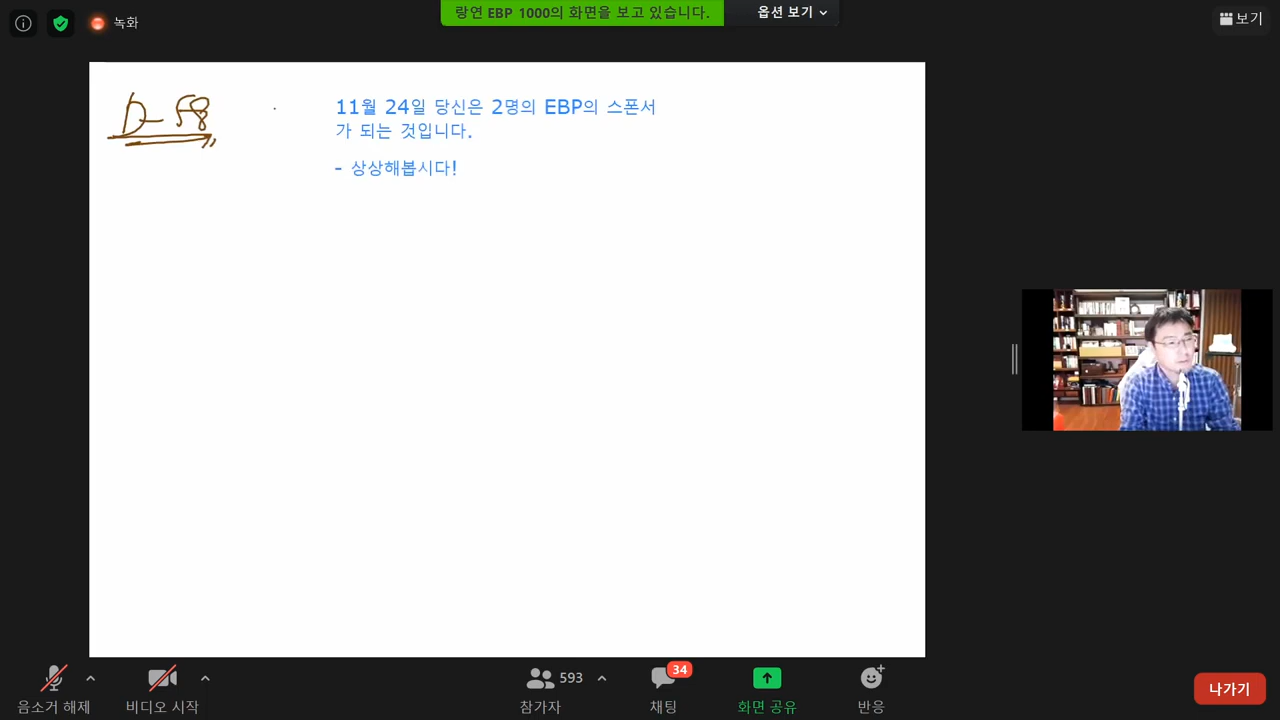 녹화
랑연 EBP 1000의 화면을 보고 있습니다.
옵션 보기
보기
D-58
11월 24일 당신은 2명의 EBP의 스폰서
가 되는 것입니다.
- 상상해봅시다!
음소거 해제
비디오 시작
593
참가자
34
채팅
화면 공유
반응
나가기